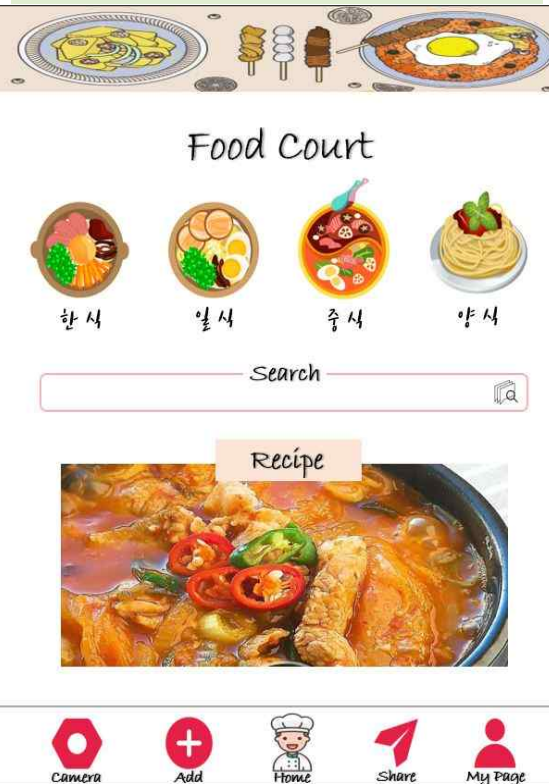 Food Court
한식
일식
중식
양식
Search
Recipe
Camera
Add
Home
Share
My Page